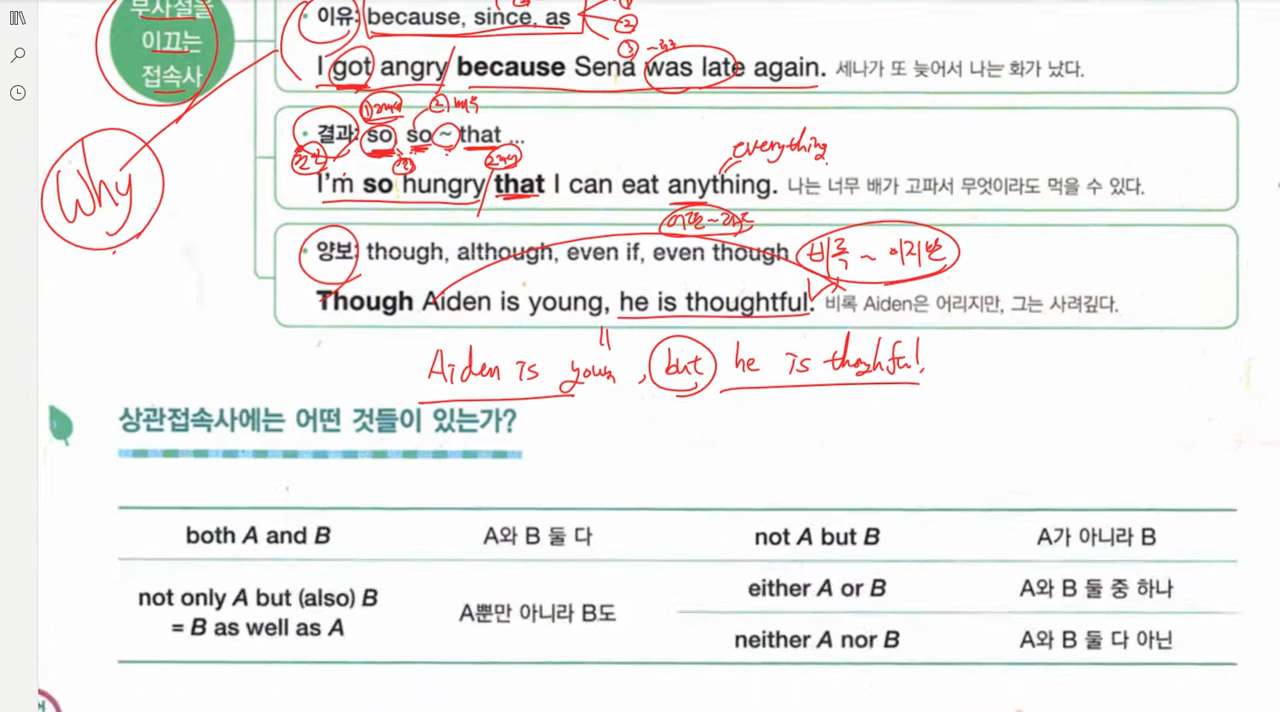 부사절을
이끄는
접속사
• 이유: because, since, as
②
③ ~로고
I got angry because Sena was late again. 세나가 또 늦어서 나는 화가 났다.
Why
• 결과: so so ~ that ...
everything
I'm so hungry that I can eat anything. 나는 너무 배가 고파서 무엇이라도 먹을 수 있다.
• 양보: though, although, even if, even though 비록 ~ 이지만
Though Aiden is young, he is thoughtful. 비록 Aiden은 어리지만, 그는 사려깊다.
Aiden is youn, but he is thoghful!
상관접속사에는 어떤 것들이 있는가?
both A and B A와 B 둘 다 not A but B A가 아니라 B
not only A but (also) B
= B as well as A
A뿐만 아니라 B도
either A or B A와 B 둘 중 하나
neither A nor B A와 B 둘 다 아닌